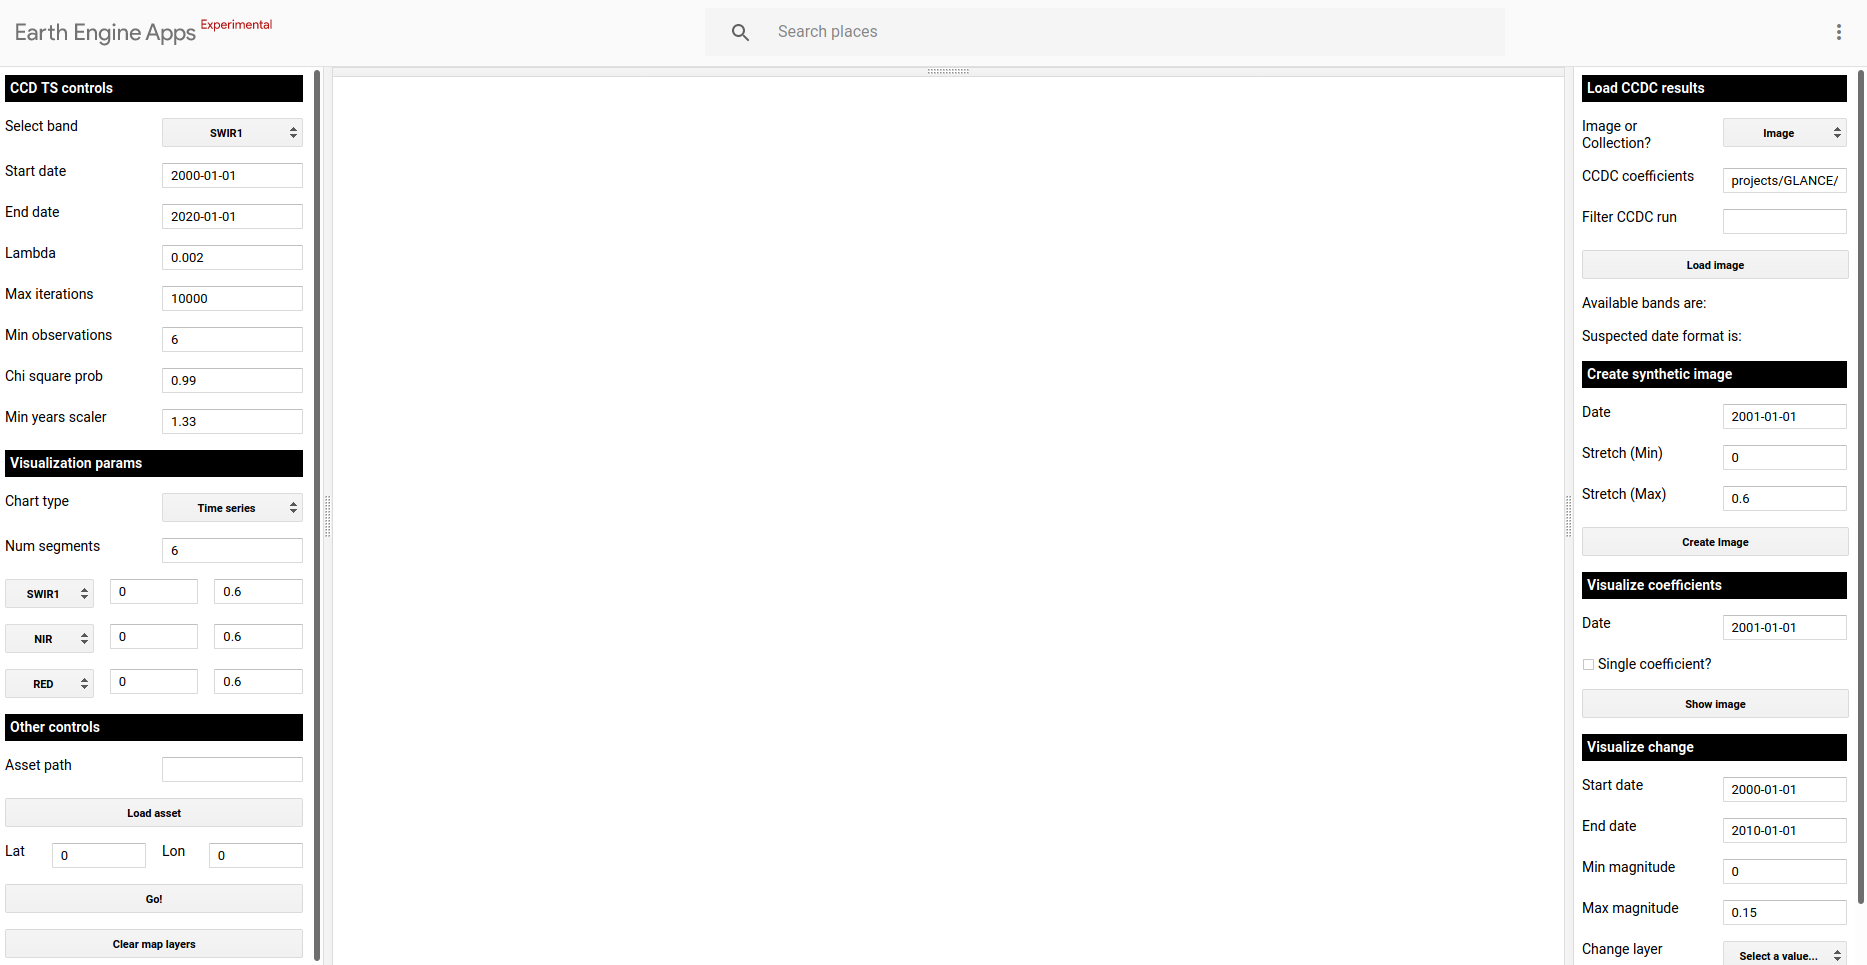 Earth Engine Apps Experimental
Search places
CCD TS controls
Select band SWIR1
Start date 2000-01-01
End date 2020-01-01
Lambda 0.002
Max iterations 10000
Min observations 6
Chi square prob 0.99
Min years scaler 1.33
Visualization params
Chart type Time series
Num segments 6
SWIR1 0 0.6
NIR 0 0.6
RED 0 0.6
Other controls
Asset path
Load asset
Lat 0 Lon 0
Go!
Clear map layers
Load CCDC results
Image or
Collection? Image
CCDC coefficients projects/GLANCE/
Filter CCDC run
Load image
Available bands are:
Suspected date format is:
Create synthetic image
Date 2001-01-01
Stretch (Min) 0
Stretch (Max) 0.6
Create Image
Visualize coefficients
Date 2001-01-01
Single coefficient?
Show image
Visualize change
Start date 2000-01-01
End date 2010-01-01
Min magnitude 0
Max magnitude 0.15
Change layer Select a value...